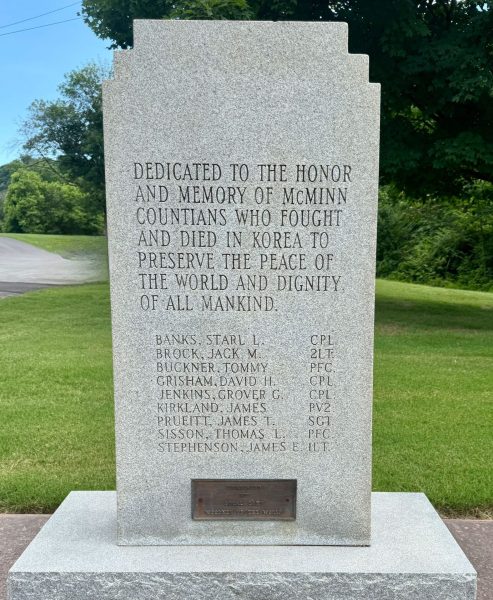 DEDICATED TO THE HONOR
AND MEMORY OF McMINN
COUNTIANS WHO FOUGHT
AND DIED IN KOREA TO
PRESERVE THE PEACE OF
THE WORLD AND DIGNITY
OF ALL MANKIND.
BANKS, STARL L. CPL.
BROCK, JACK M. 2LT.
BUCKNER, TOMMY PFC.
GRISHAM, DAVID H. CPL.
JENKINS, GROVER G. CPL.
KIRKLAND, JAMES PV2
PRUEITT, JAMES T. SGT.
SISSON, THOMAS L. PFC.
STEPHENSON, JAMES E. 1LT.